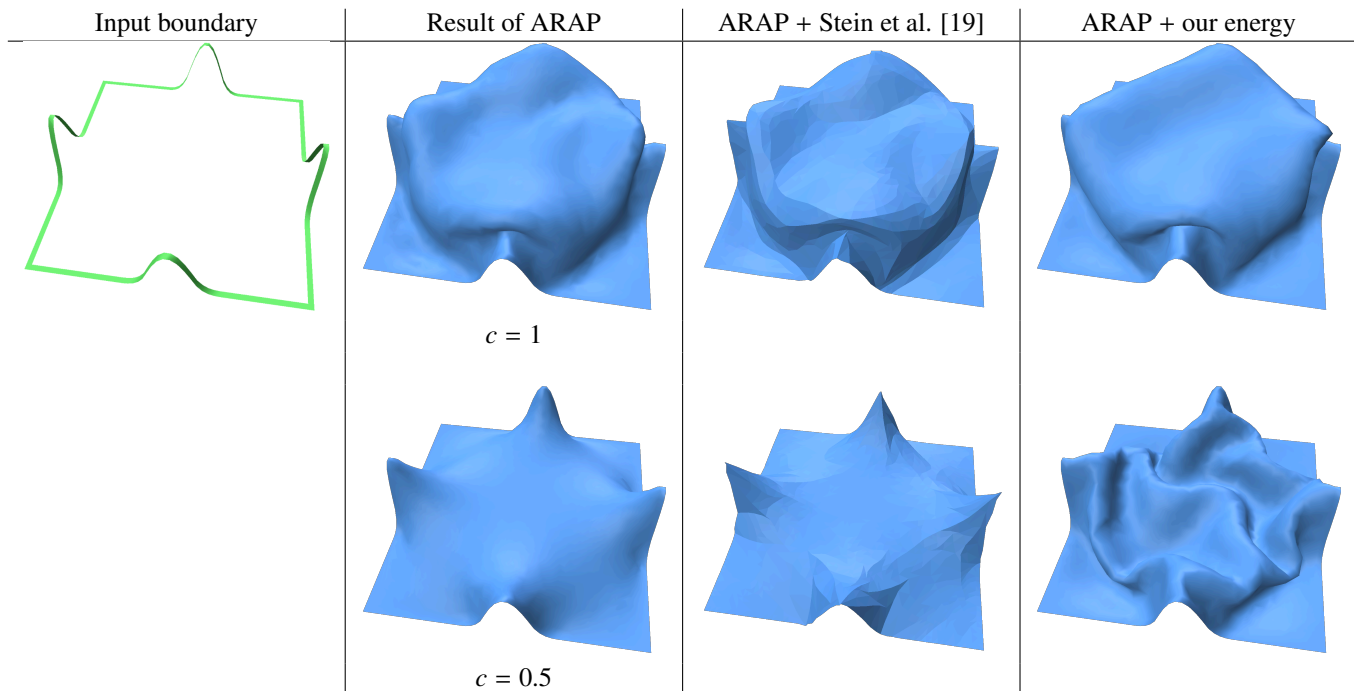 Input boundary
Result of ARAP
ARAP + Stein et al. [19]
ARAP + our energy
c = 1
c = 0.5